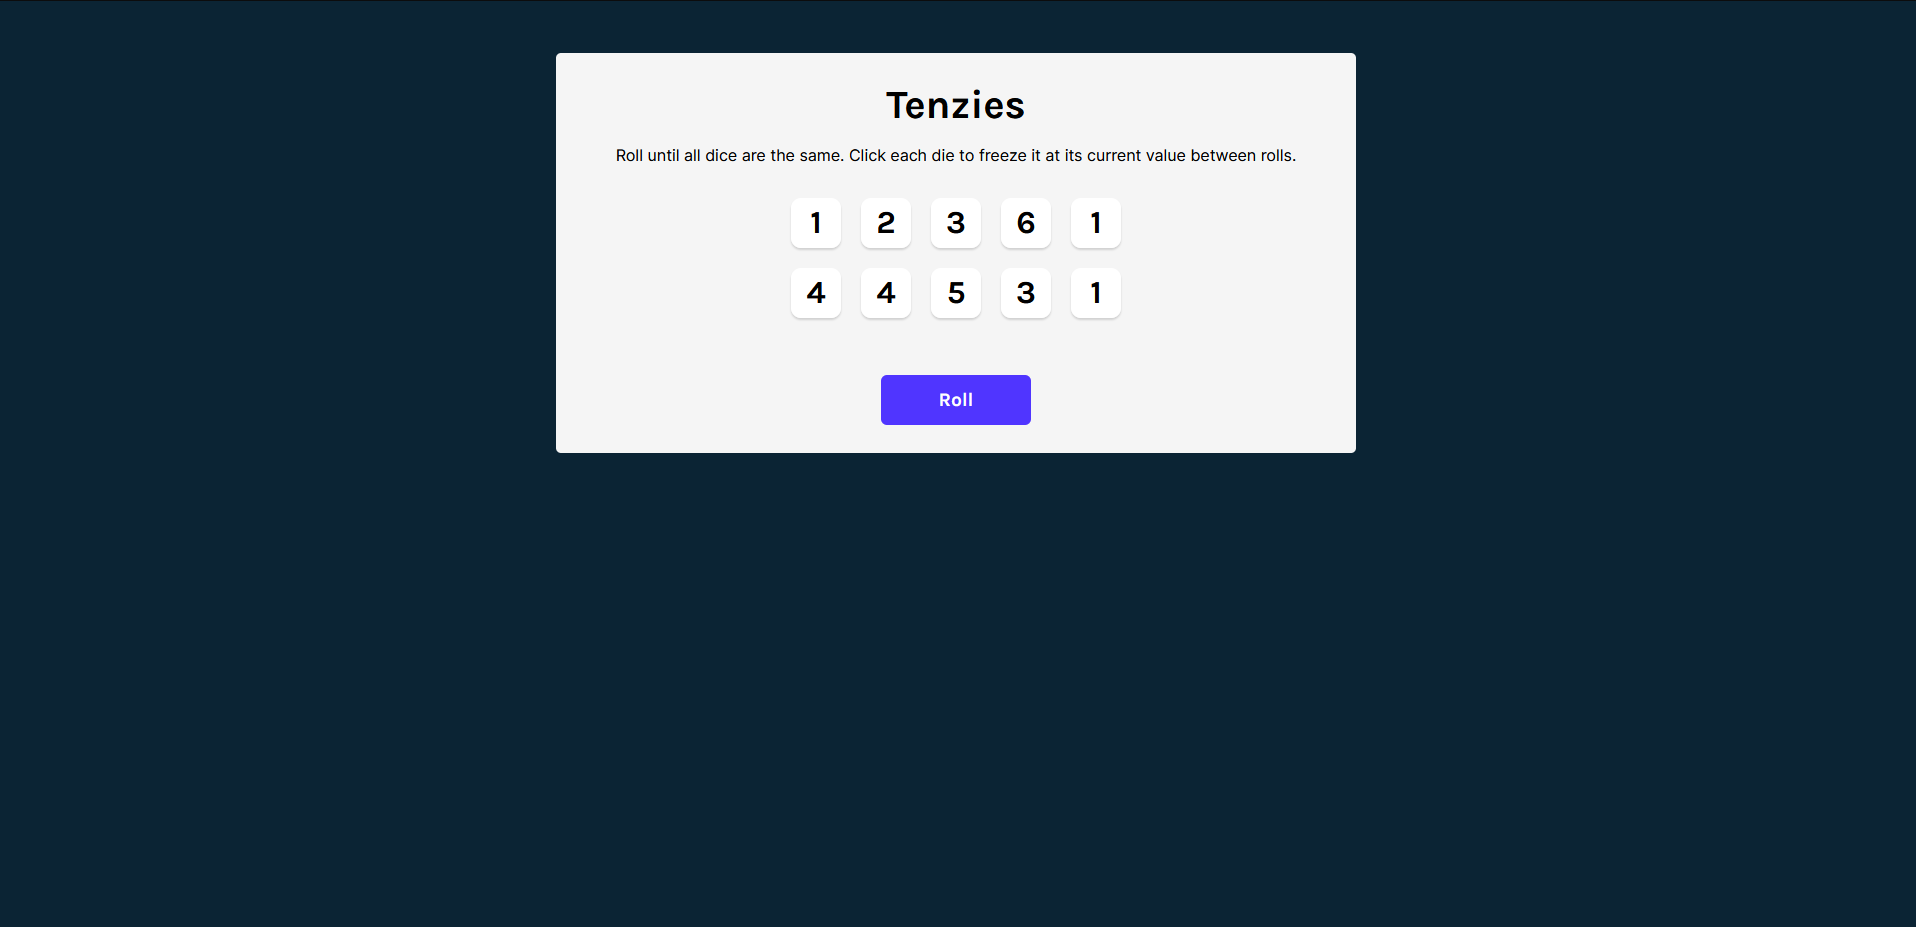 Tenzies
Roll until all dice are the same. Click each die to freeze it at its current value between rolls.
1 2 3 6 1
4 4 5 3 1
Roll